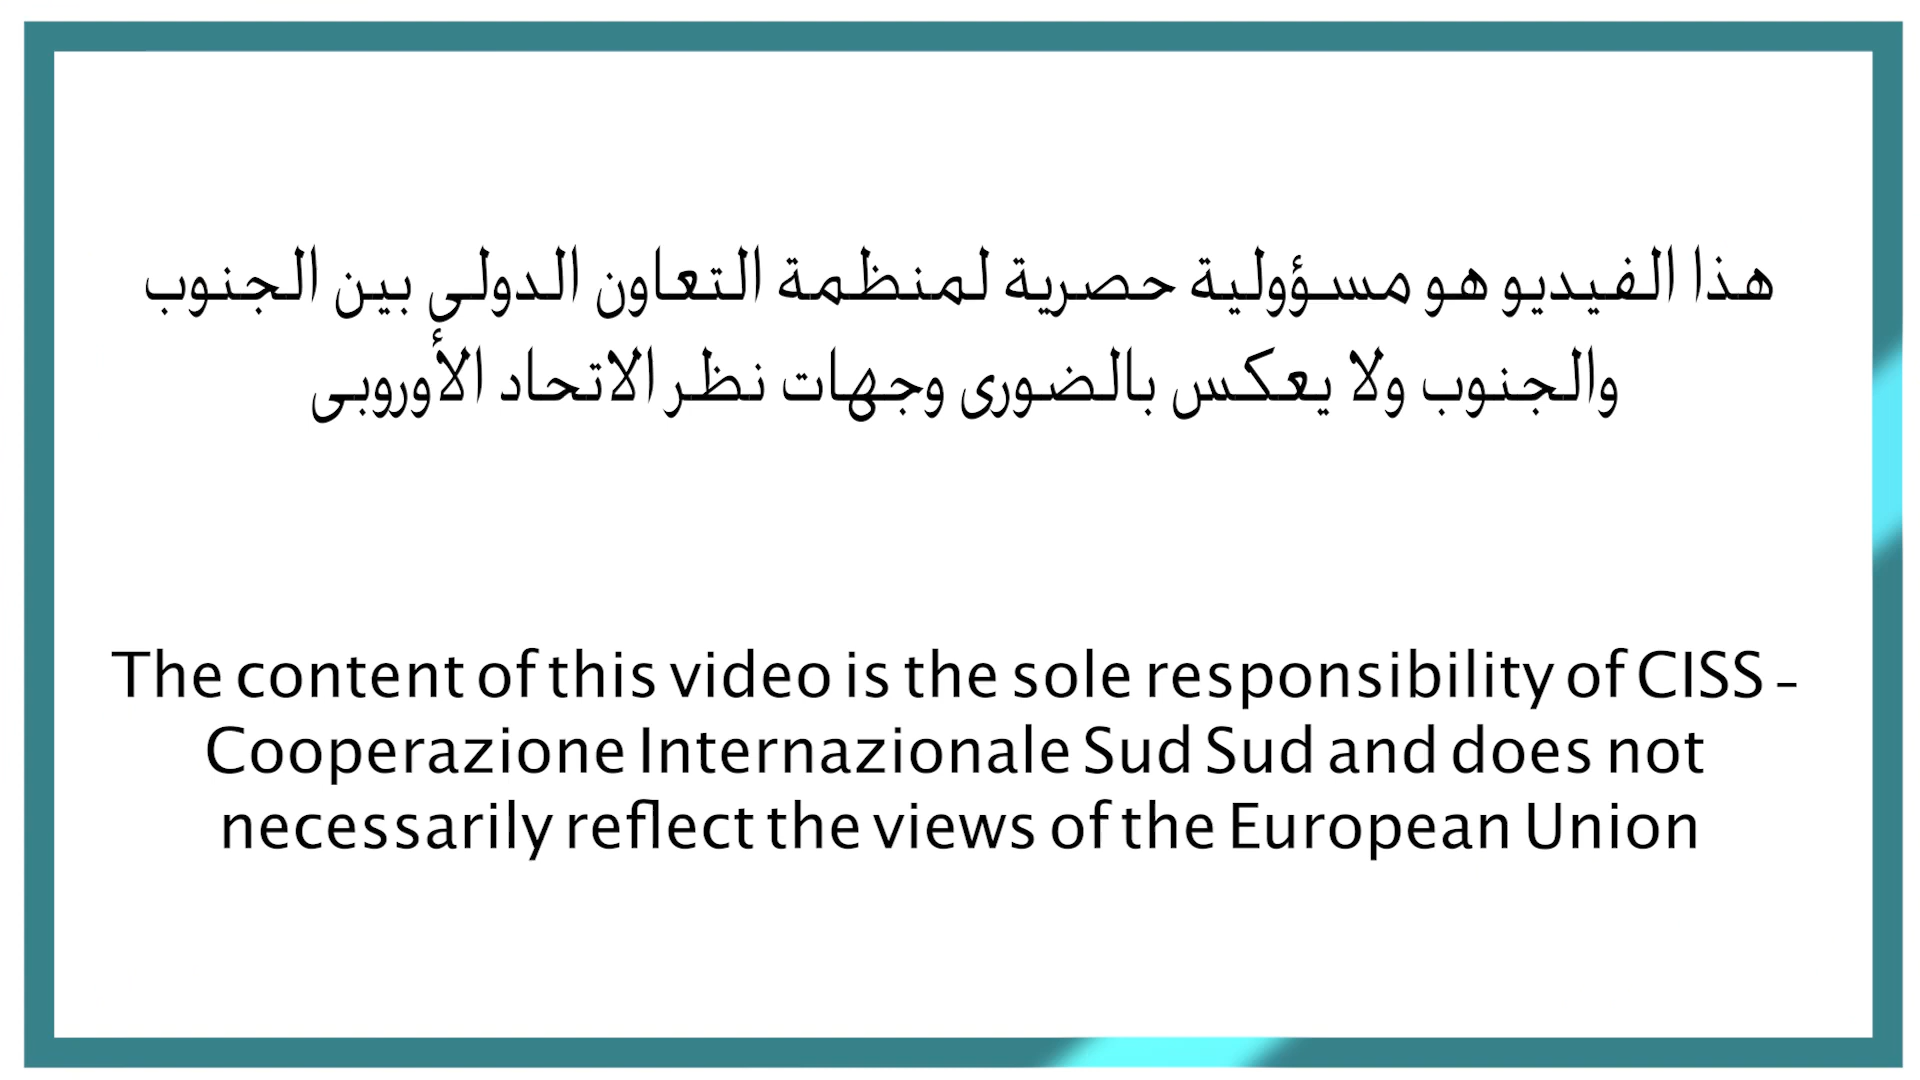 هذا الفيديو هو مسؤولية حصرية لمنظمة التعاون الدولى بين الجنوب
والجنوب ولا يعكس بالضورى وجهات نظر الاتحاد الأوروبى
The content of this video is the sole responsibility of CISS -
Cooperazione Internazionale Sud Sud and does not
necessarily reflect the views of the European Union